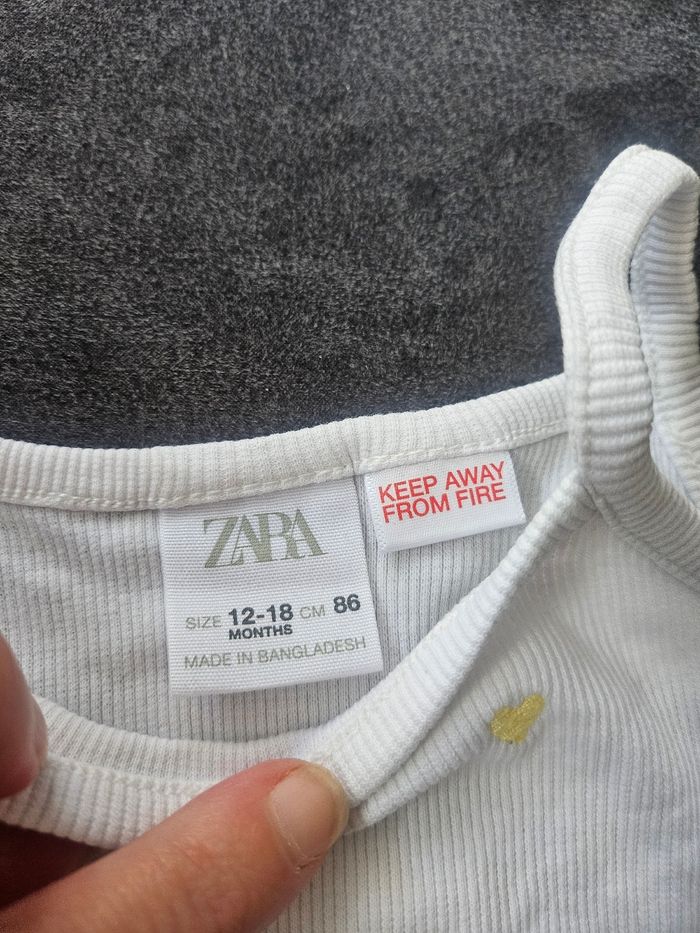 ZARA
SIZE 12-18 CM 86
MONTHS
MADE IN BANGLADESH
KEEP AWAY
FROM FIRE